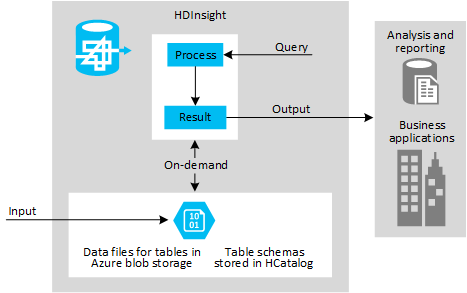 HDInsight
Process
Query
Result
Output
On-demand
Input
10
01
Data files for tables in
Azure blob storage
Table schemas
stored in HCatalog
Analysis and
reporting
Business
applications